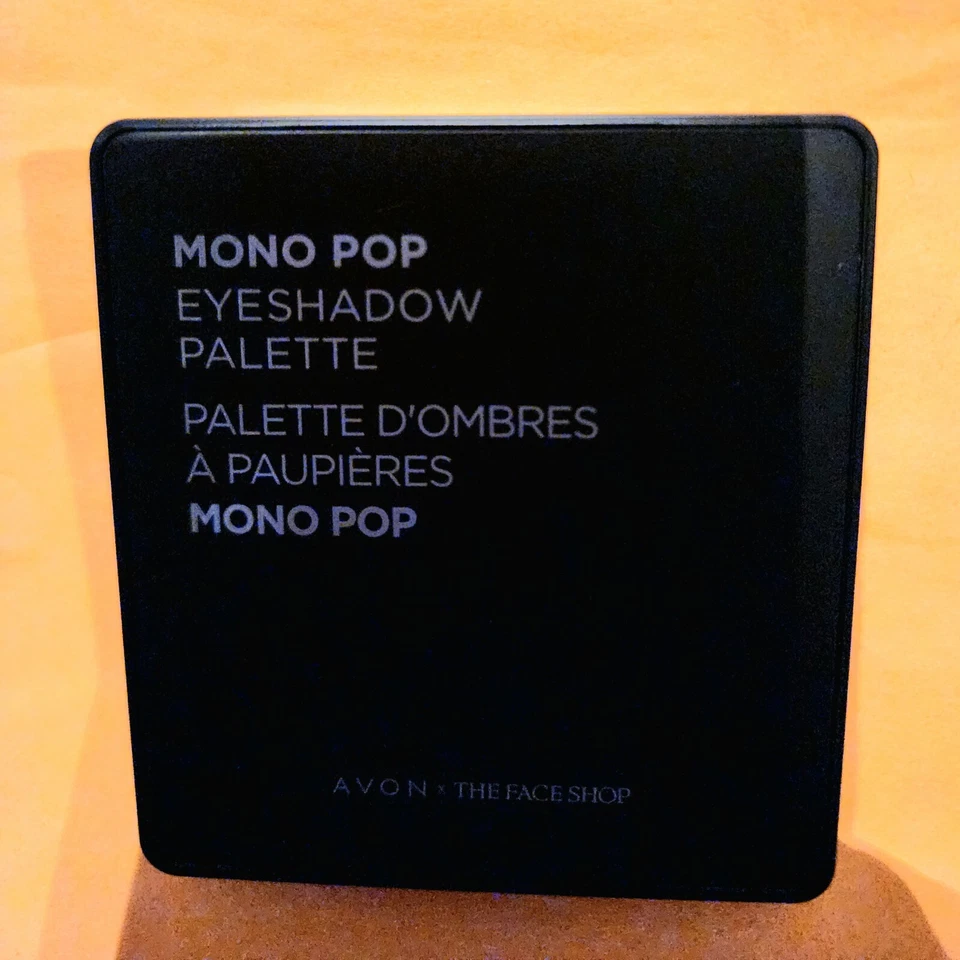 MONO POP
EYESHADOW
PALETTE
PALETTE D'OMBRES
À PAUPIÈRES
MONO POP
AVON x THE FACE SHOP